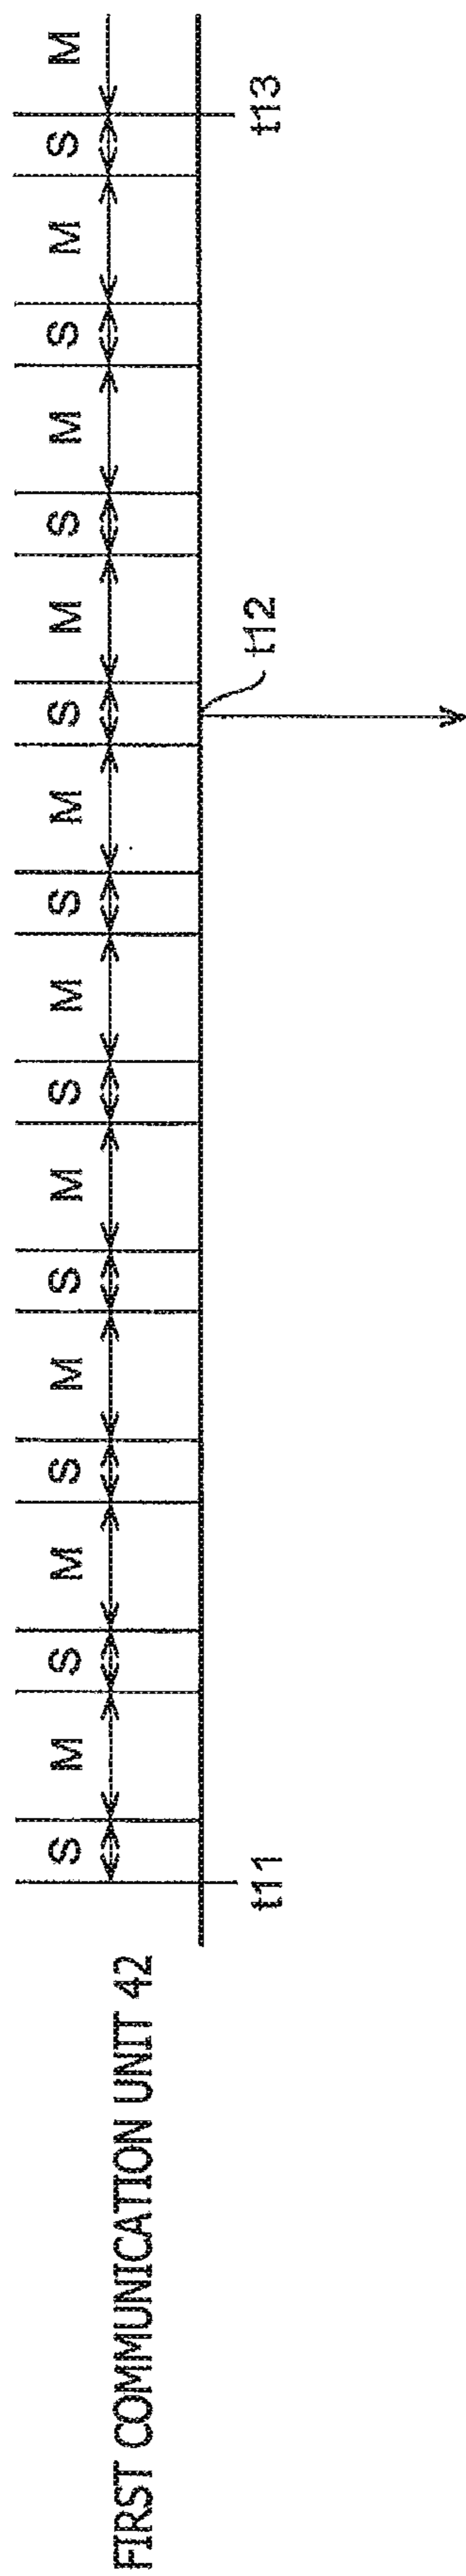 S M S M S M S M S M S M S M S M S M S M
FIRST COMMUNICATION UNIT 42
t11 t12 t13